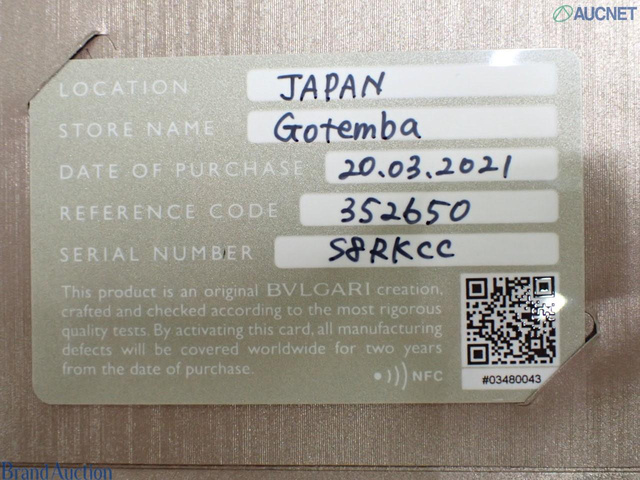 AUCNET
LOCATION JAPAN
STORE NAME Gotemba
DATE OF PURCHASE 20.03.2021
REFERENCE CODE 352650
SERIAL NUMBER S8RKCC
This product is an original BVLGARI creation,
crafted and checked according to the most rigorous
quality tests. By activating this card, all manufacturing
defects will be covered worldwide for two years
from the date of purchase.
NFC
#03480043
BrandAuction